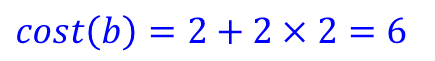 cost(b) = 2 + 2 × 2 = 6